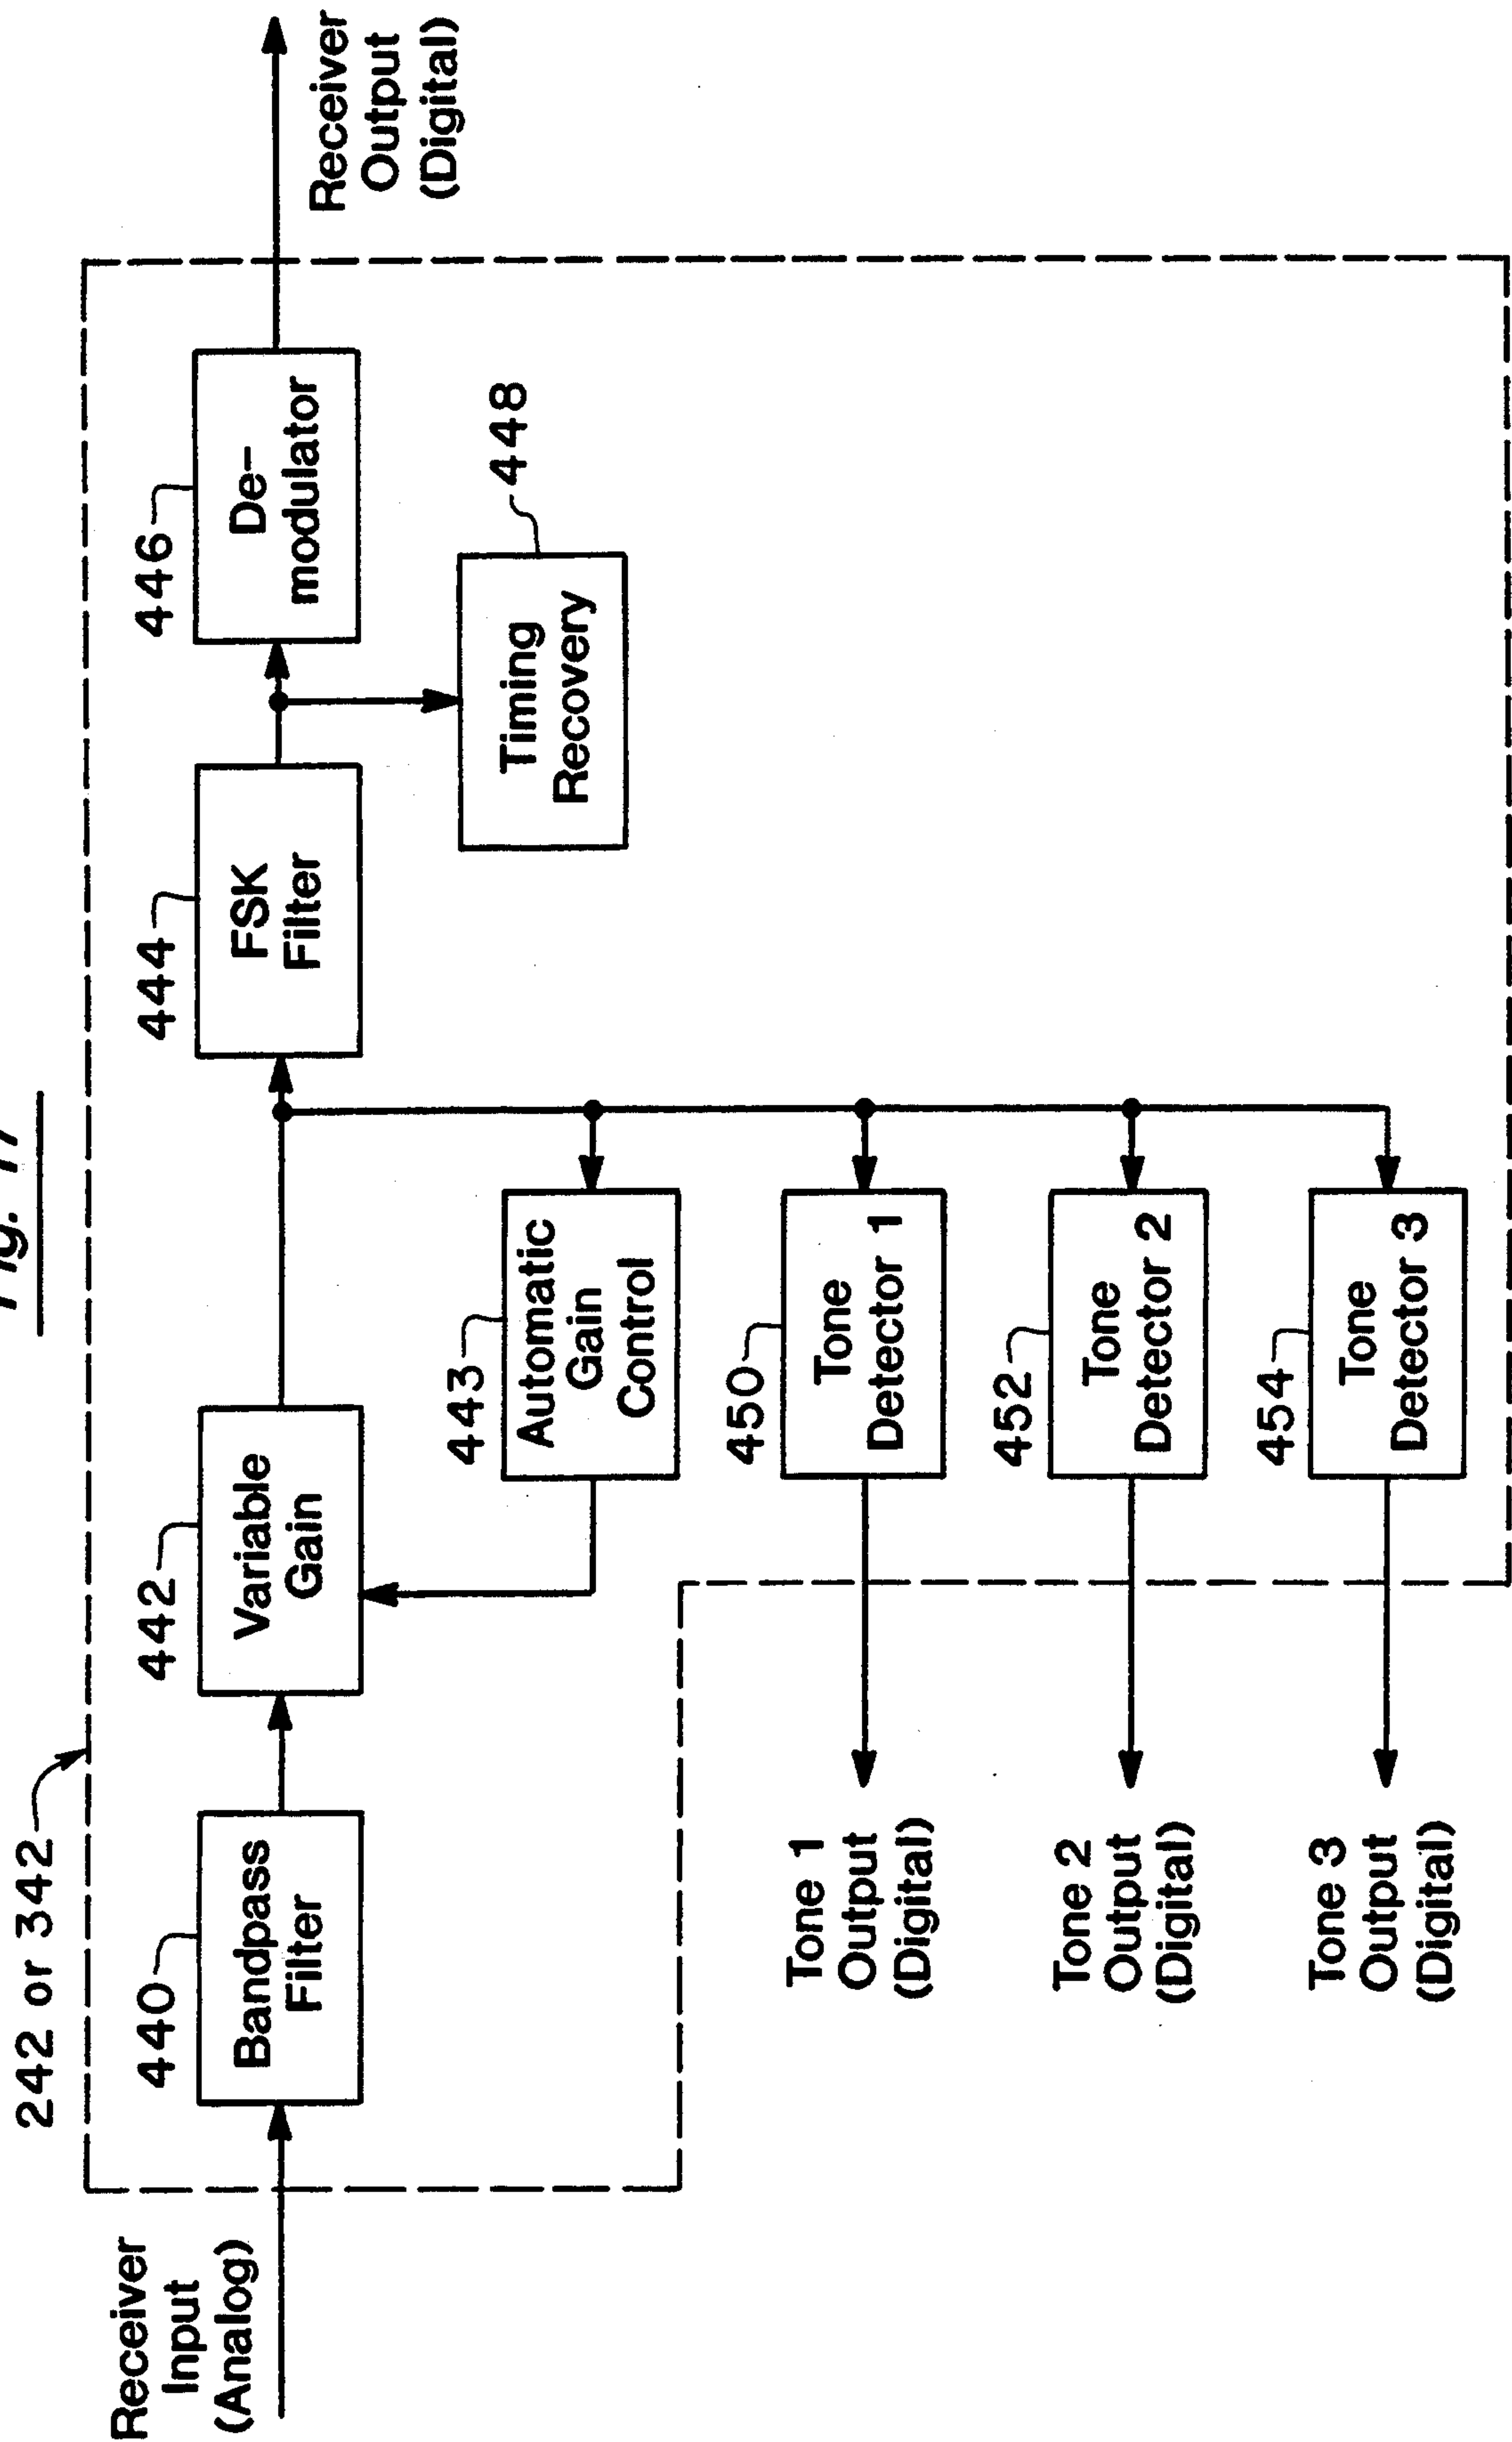 242 or 342
Receiver
Input
(Analog)
440
Bandpass
Filter
442
Variable
Gain
444
FSK
Filter
446
De-
modulator
Receiver
Output
(Digital)
448
Timing
Recovery
443
Automatic
Gain
Control
450
Tone
Detector 1
Tone 1
Output
(Digital)
452
Tone
Detector 2
Tone 2
Output
(Digital)
454
Tone
Detector 3
Tone 3
Output
(Digital)